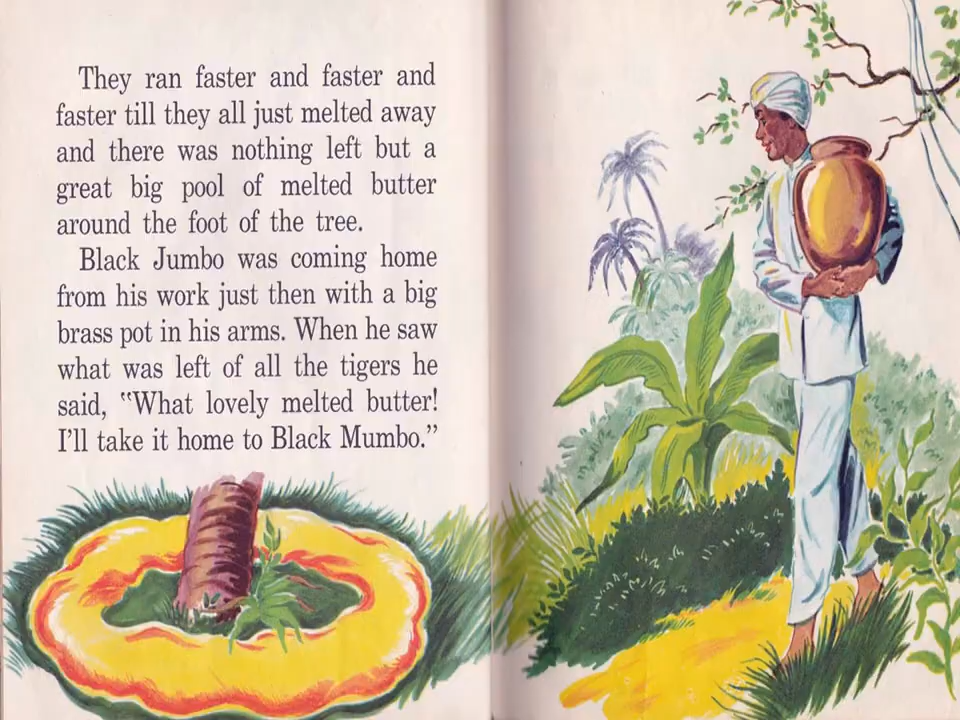 They ran faster and faster and
faster till they all just melted away
and there was nothing left but a
great big pool of melted butter
around the foot of the tree.
Black Jumbo was coming home
from his work just then with a big
brass pot in his arms. When he saw
what was left of all the tigers he
said, "What lovely melted butter!
I'll take it home to Black Mumbo."